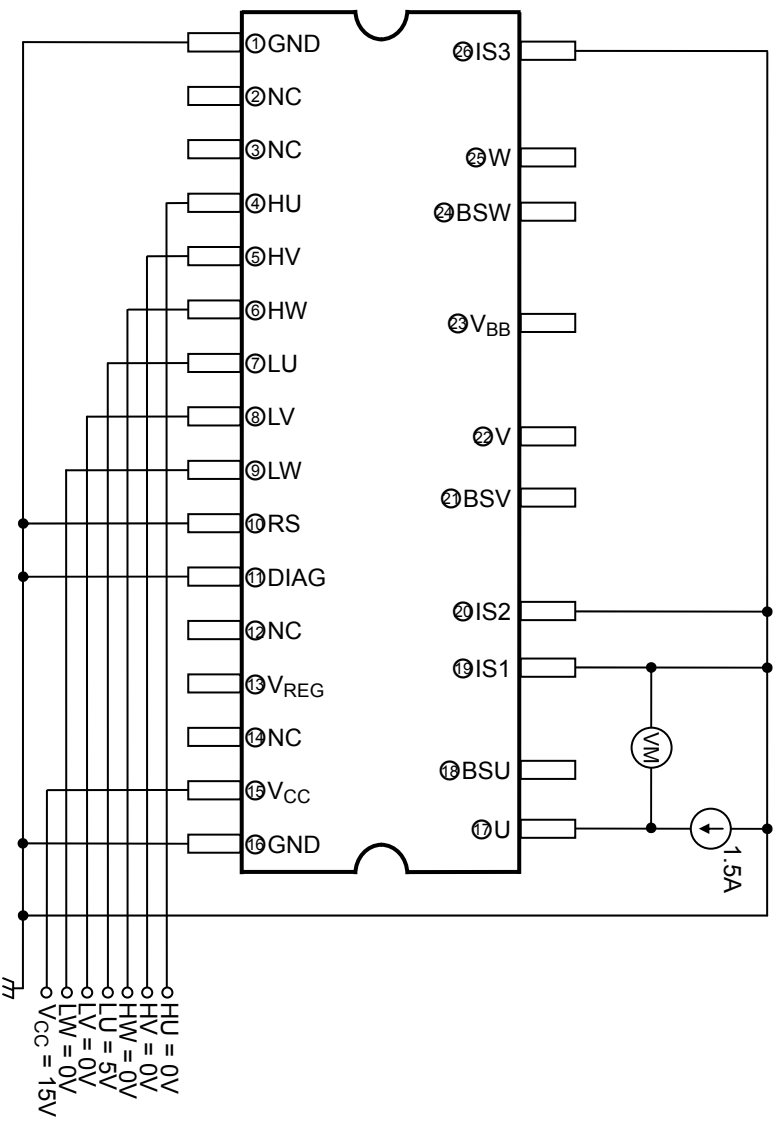 ①GND
②NC
③NC
④HU
⑤HV
⑥HW
⑦LU
⑧LV
⑨LW
⑩RS
⑪DIAG
⑫NC
⑬VREG
⑭NC
⑮VCC
⑯GND
㉖IS3
㉕W
㉔BSW
㉓VBB
㉒V
㉑BSV
⑳IS2
⑲IS1
⑱BSU
⑰U
VM
1.5A
HU = 0V
HV = 0V
HW = 0V
LU = 5V
LV = 0V
LW = 0V
VCC = 15V